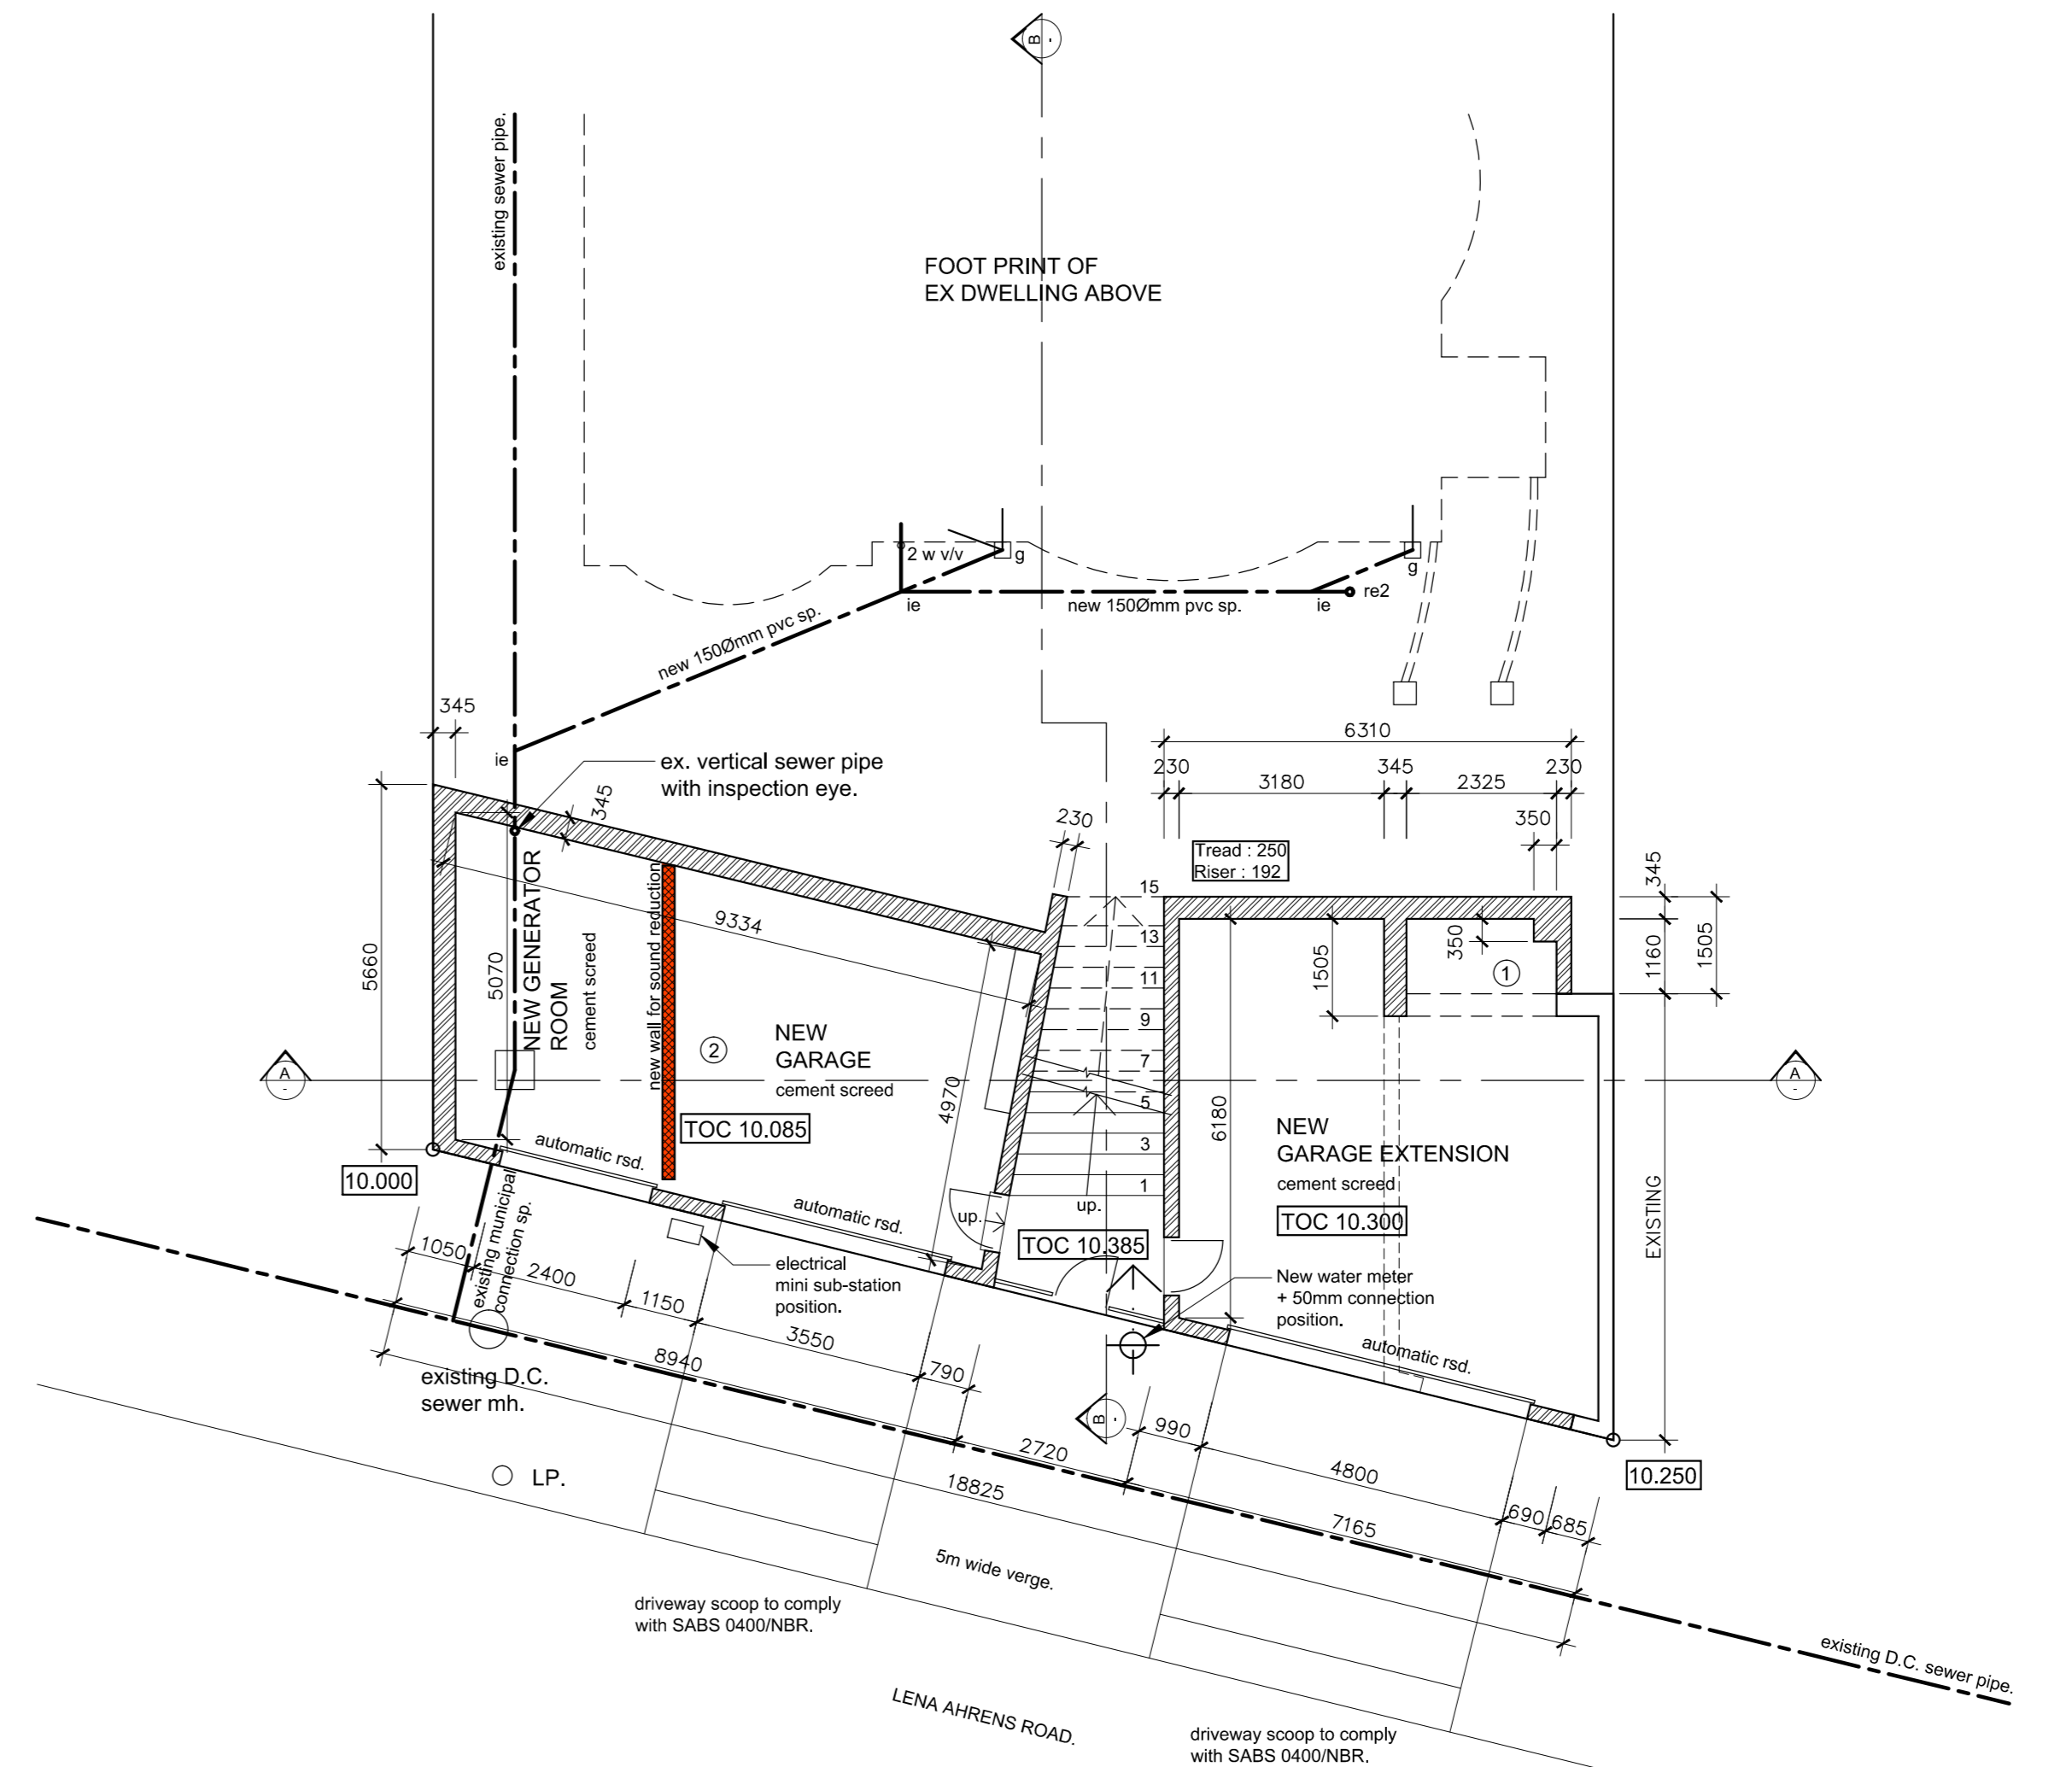 B
-
existing sewer pipe.
FOOT PRINT OF
EX DWELLING ABOVE
2 w v/v
g
g
ie
new 150Ømm pvc sp.
ie
re2
new 150Ømm pvc sp.
345
ie
ex. vertical sewer pipe
with inspection eye.
6310
230
3180
345
2325
230
350
345
230
Tread : 250
Riser : 192
345
1160
1505
5660
5070
NEW GENERATOR
ROOM
cement screed
new wall for sound reduction
9334
2
NEW
GARAGE
cement screed
TOC 10.085
4970
15
13
11
9
7
5
3
1
up.
up.
TOC 10.385
1505
350
1
6180
NEW
GARAGE EXTENSION
cement screed
TOC 10.300
EXISTING
A
-
A
-
10.000
automatic rsd.
automatic rsd.
automatic rsd.
existing municipal
connection sp.
electrical
mini sub-station
position.
New water meter
+ 50mm connection
position.
1050
2400
1150
3550
790
8940
2720
990
4800
690
685
7165
18825
B
-
10.250
existing D.C.
sewer mh.
LP.
5m wide verge.
driveway scoop to comply
with SABS 0400/NBR.
existing D.C. sewer pipe.
LENA AHRENS ROAD.
driveway scoop to comply
with SABS 0400/NBR.